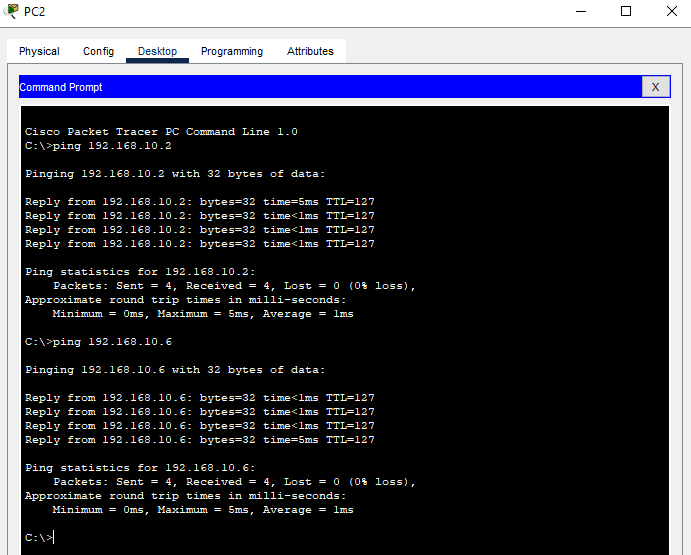 PC2
Physical Config Desktop Programming Attributes
Command Prompt X
Cisco Packet Tracer PC Command Line 1.0
C:\>ping 192.168.10.2
Pinging 192.168.10.2 with 32 bytes of data:
Reply from 192.168.10.2: bytes=32 time=5ms TTL=127
Reply from 192.168.10.2: bytes=32 time<1ms TTL=127
Reply from 192.168.10.2: bytes=32 time<1ms TTL=127
Reply from 192.168.10.2: bytes=32 time<1ms TTL=127
Ping statistics for 192.168.10.2:
    Packets: Sent = 4, Received = 4, Lost = 0 (0% loss),
Approximate round trip times in milli-seconds:
    Minimum = 0ms, Maximum = 5ms, Average = 1ms
C:\>ping 192.168.10.6
Pinging 192.168.10.6 with 32 bytes of data:
Reply from 192.168.10.6: bytes=32 time<1ms TTL=127
Reply from 192.168.10.6: bytes=32 time<1ms TTL=127
Reply from 192.168.10.6: bytes=32 time<1ms TTL=127
Reply from 192.168.10.6: bytes=32 time=5ms TTL=127
Ping statistics for 192.168.10.6:
    Packets: Sent = 4, Received = 4, Lost = 0 (0% loss),
Approximate round trip times in milli-seconds:
    Minimum = 0ms, Maximum = 5ms, Average = 1ms
C:\>